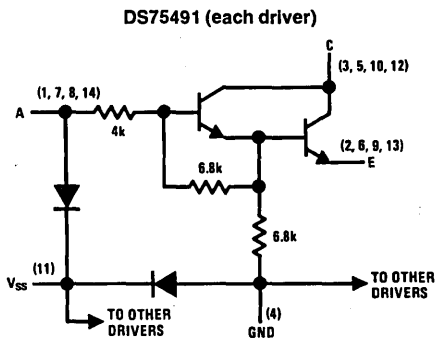 DS75491 (each driver)
C
(3, 5, 10, 12)
(1, 7, 8, 14)
A
4k
(2, 6, 9, 13)
E
6.8k
6.8k
(11)
VSS
TO OTHER
DRIVERS
TO OTHER
DRIVERS
(4)
GND